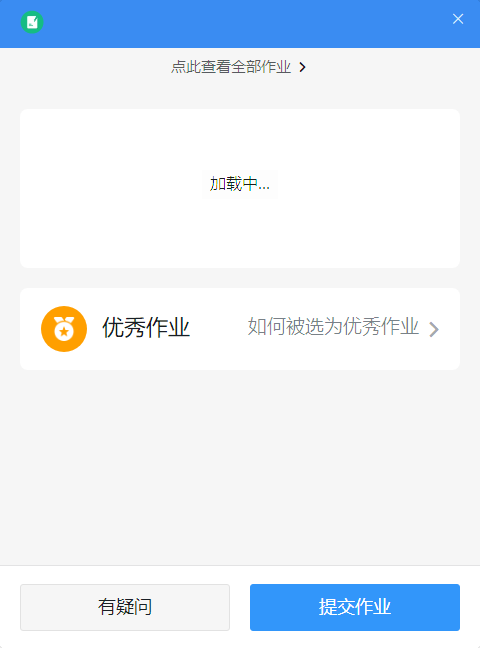 点此查看全部作业
加载中...
优秀作业
如何被选为优秀作业
有疑问
提交作业